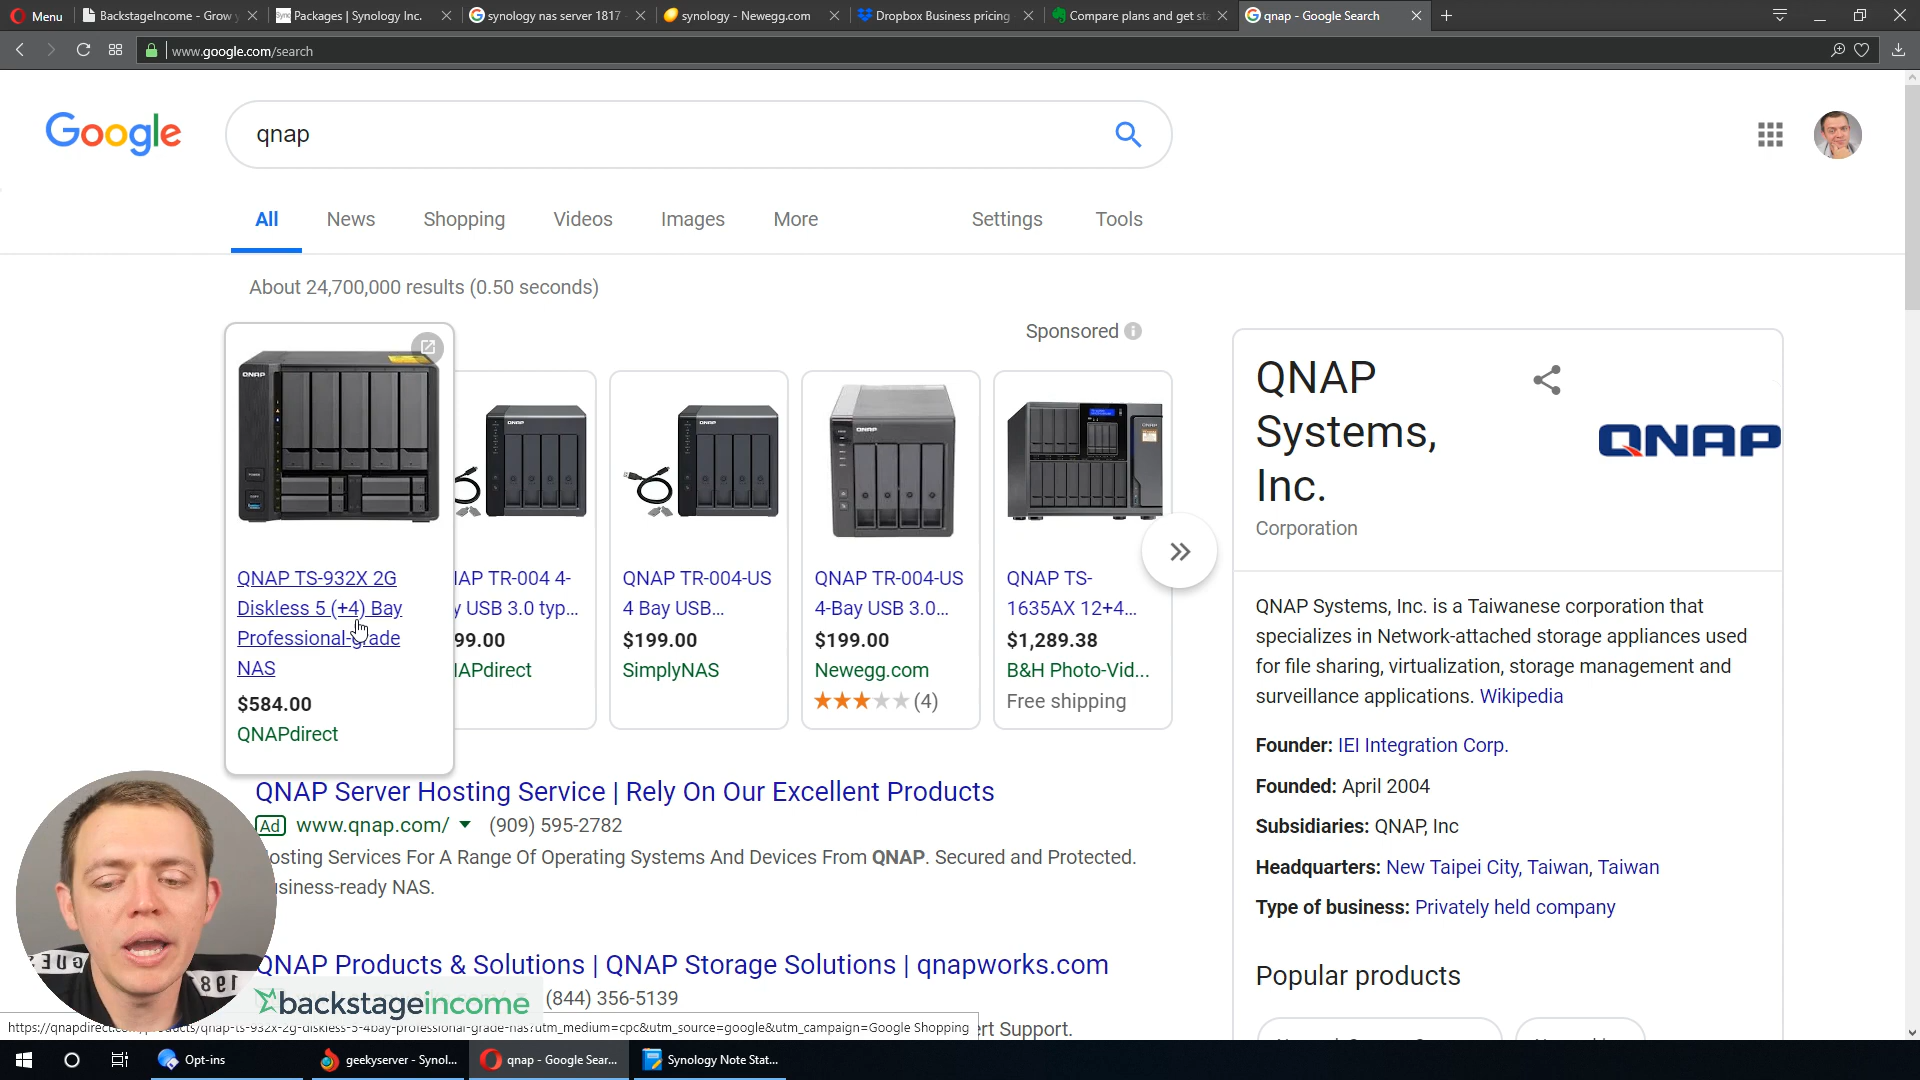 Menu
BackstageIncome - Grow
Packages | Synology Inc.
synology nas server 1817
synology - Newegg.com
Dropbox Business pricing
Compare plans and get st
qnap - Google Search
www.google.com/search
Google
qnap
All
News
Shopping
Videos
Images
More
Settings
Tools
About 24,700,000 results (0.50 seconds)
Sponsored
QNAP TS-932X 2G
Diskless 5 (+4) Bay
Professional-grade
NAS
$584.00
QNAPdirect
IAP TR-004 4-
y USB 3.0 typ...
99.00
IAPdirect
QNAP TR-004-US
4 Bay USB...
$199.00
SimplyNAS
QNAP TR-004-US
4-Bay USB 3.0...
$199.00
Newegg.com
(4)
QNAP TS-
1635AX 12+4...
$1,289.38
B&H Photo-Vid...
Free shipping
QNAP
Systems,
Inc.
Corporation
QNAP
QNAP Systems, Inc. is a Taiwanese corporation that
specializes in Network-attached storage appliances used
for file sharing, virtualization, storage management and
surveillance applications. Wikipedia
Founder: IEI Integration Corp.
Founded: April 2004
Subsidiaries: QNAP, Inc
Headquarters: New Taipei City, Taiwan, Taiwan
Type of business: Privately held company
Popular products
QNAP Server Hosting Service | Rely On Our Excellent Products
Ad www.qnap.com/ (909) 595-2782
osting Services For A Range Of Operating Systems And Devices From QNAP. Secured and Protected.
siness-ready NAS.
QNAP Products & Solutions | QNAP Storage Solutions | qnapworks.com
(844) 356-5139
backstageincome
rt Support.
Opt-ins
geekyserver - Synol...
qnap - Google Sear...
Synology Note Stat...